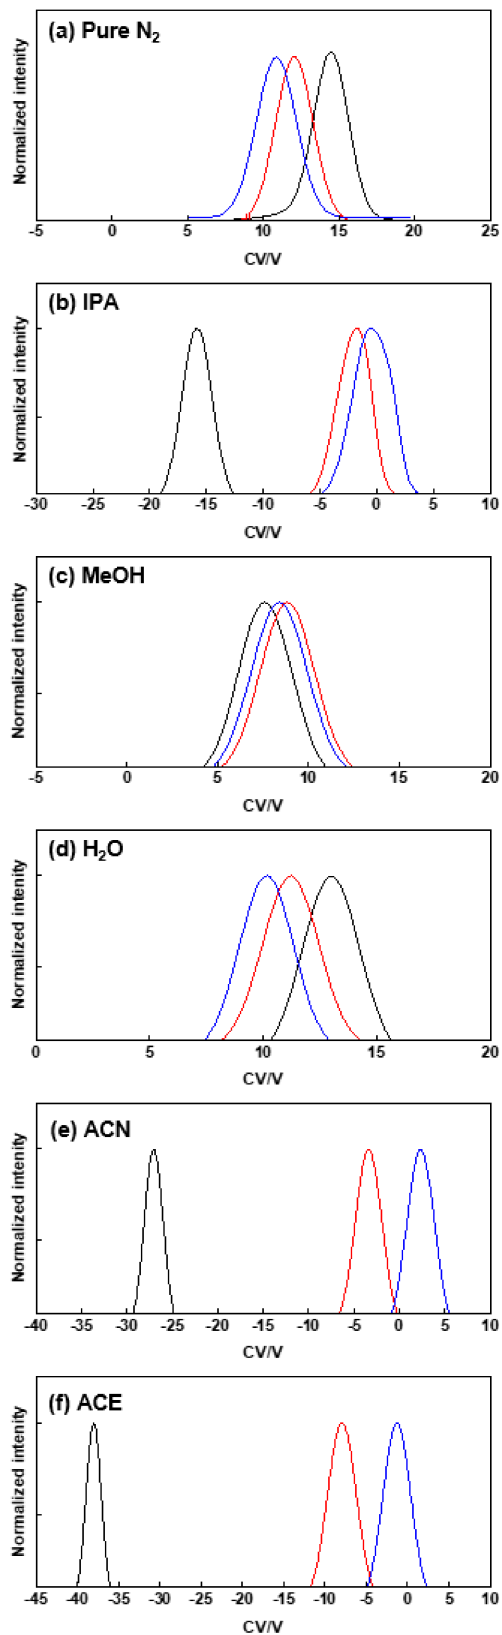 (a) Pure N₂
Normalized intenity
-5 0 5 10 15 20 25
CV/V
(b) IPA
Normalized intenity
-30 -25 -20 -15 -10 -5 0 5 10
CV/V
(c) MeOH
Normalized intenity
-5 0 5 10 15 20
CV/V
(d) H₂O
Normalized intenity
0 5 10 15 20
CV/V
(e) ACN
Normalized intenity
-40 -35 -30 -25 -20 -15 -10 -5 0 5 10
CV/V
(f) ACE
Normalized intenity
-45 -40 -35 -30 -25 -20 -15 -10 -5 0 5 10
CV/V